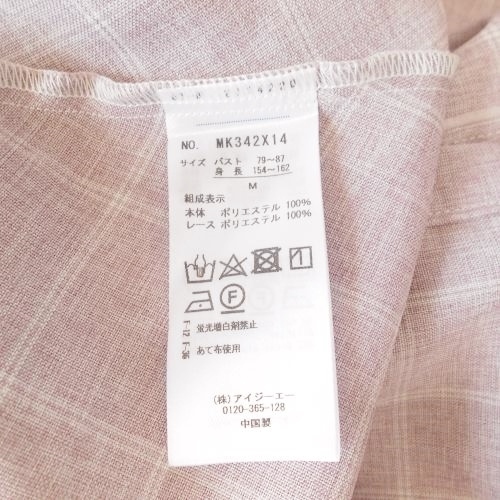 NO. MK342X14
サイズ バスト 79~87
身長 154~162
M
組成表示
本体 ポリエステル 100%
レース ポリエステル 100%
F
F-12 蛍光増白剤禁止
F-36 あて布使用
(株)アイジーエー
0120-365-128
中国製